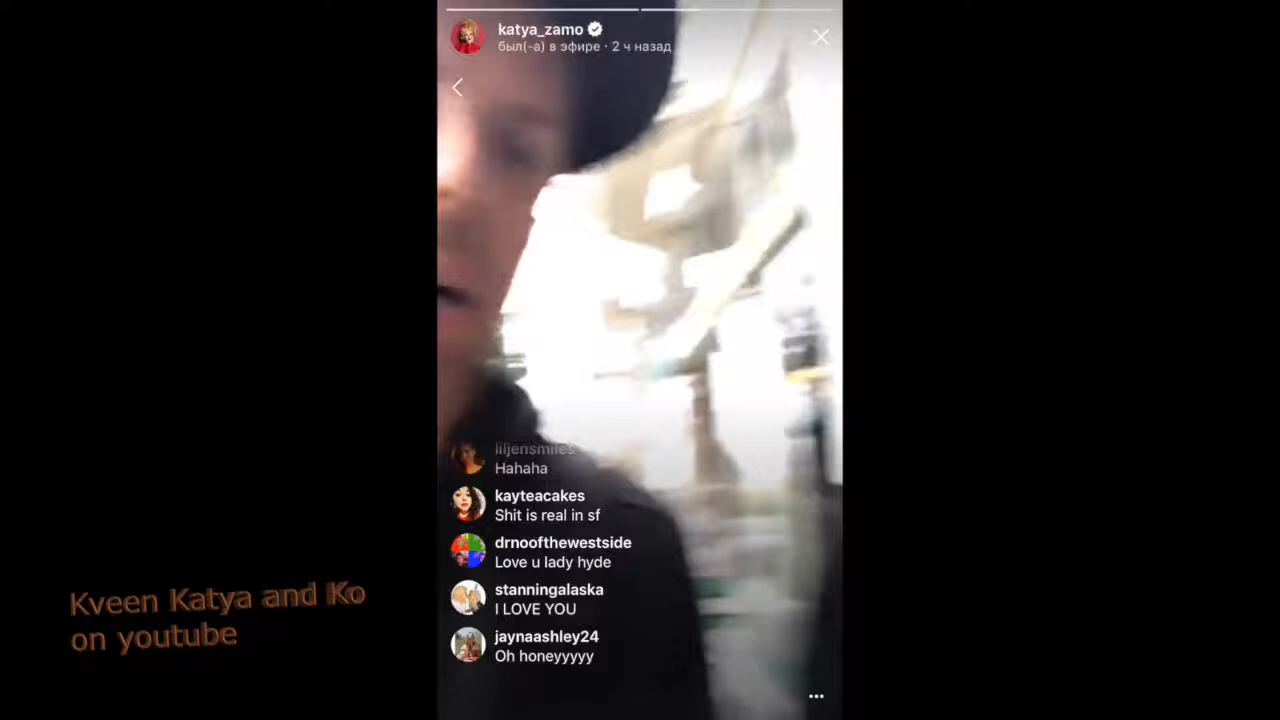 katya_zamo
был(-а) в эфире · 2 ч назад
liljensmiles
Hahaha
kayteacakes
Shit is real in sf
drnoofthewestside
Love u lady hyde
stanningalaska
I LOVE YOU
jaynaashley24
Oh honeyyyyy
Kveen Katya and Ko
on youtube